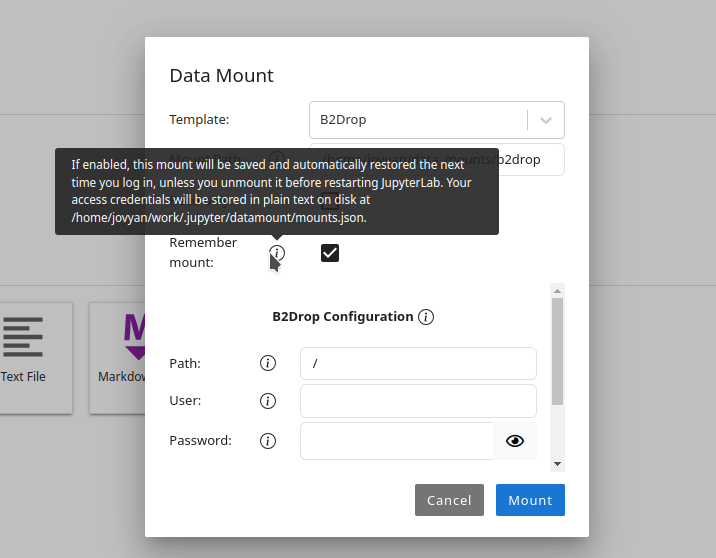 Data Mount
Template:
B2Drop
b2drop
If enabled, this mount will be saved and automatically restored the next
time you log in, unless you unmount it before restarting JupyterLab. Your
access credentials will be stored in plain text on disk at
/home/jovyan/work/.jupyter/datamount/mounts.json.
Remember
mount:
B2Drop Configuration
Path:
/
User:
Password:
Cancel
Mount
Text File
Markdow